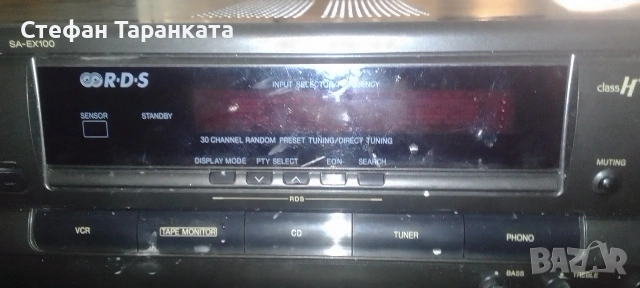 Стефан Таранката
SA-EX100
R·D·S
INPUT SELECTOR/FREQUENCY
class H+
SENSOR
STANDBY
30 CHANNEL RANDOM PRESET TUNING/DIRECT TUNING
DISPLAY MODE PTY SELECT EON SEARCH
MUTING
RDS
VCR
TAPE MONITOR
CD
TUNER
PHONO
BASS
TREBLE
BAZAR